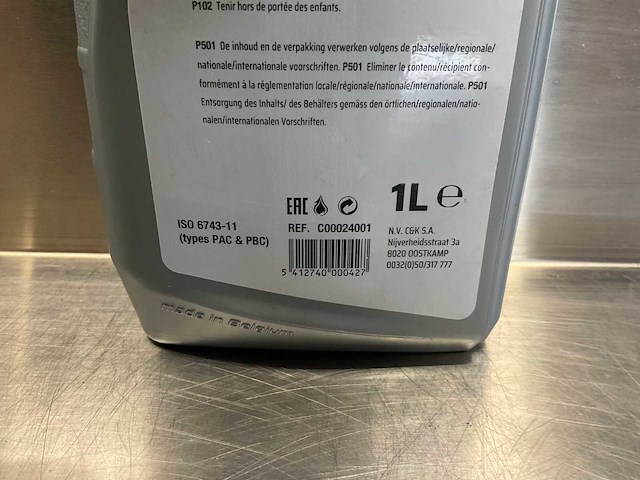 P102 Tenir hors de portée des enfants.
P501 De inhoud en de verpakking verwerken volgens de plaatselijke/regionale/
nationale/internationale voorschriften. P501 Eliminer le contenu/récipient con-
formément à la réglementation locale/régionale/nationale/internationale. P501
Entsorgung des Inhalts/ des Behälters gemäss den örtlichen/regionalen/natio-
nalen/internationalen Vorschriften.
EAC
1L e
ISO 6743-11
(types PAC & PBC)
REF. C00024001
5 412740 000427
N.V. C&K S.A.
Nijverheidsstraat 3a
8020 OOSTKAMP
0032(0)50/317 777
made in Belgium